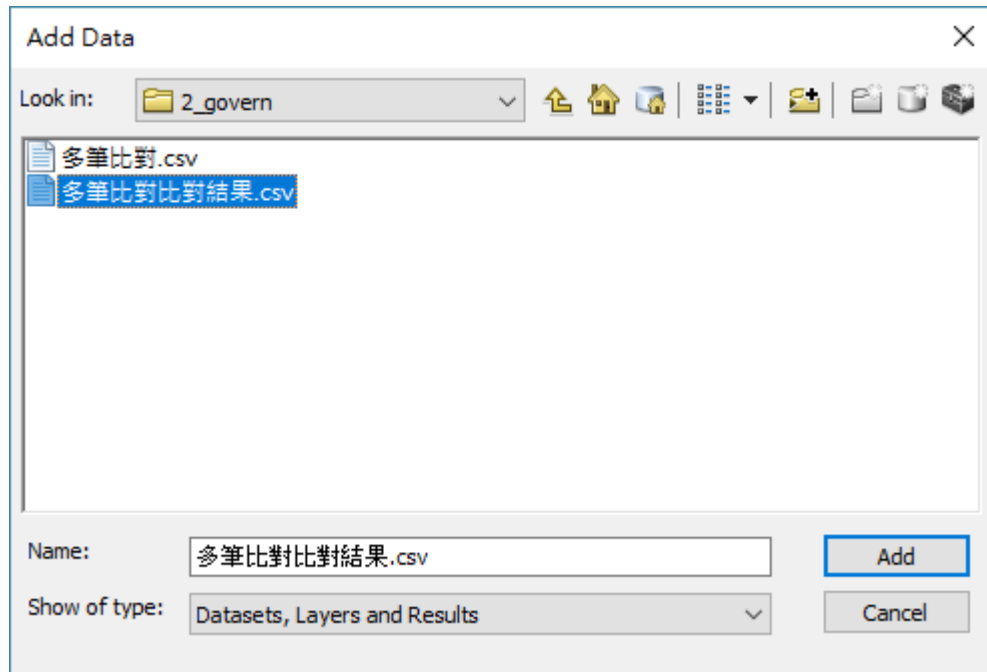 Add Data
Look in: 2_govern
多筆比對.csv
多筆比對比對結果.csv
Name: 多筆比對比對結果.csv Add
Show of type: Datasets, Layers and Results Cancel